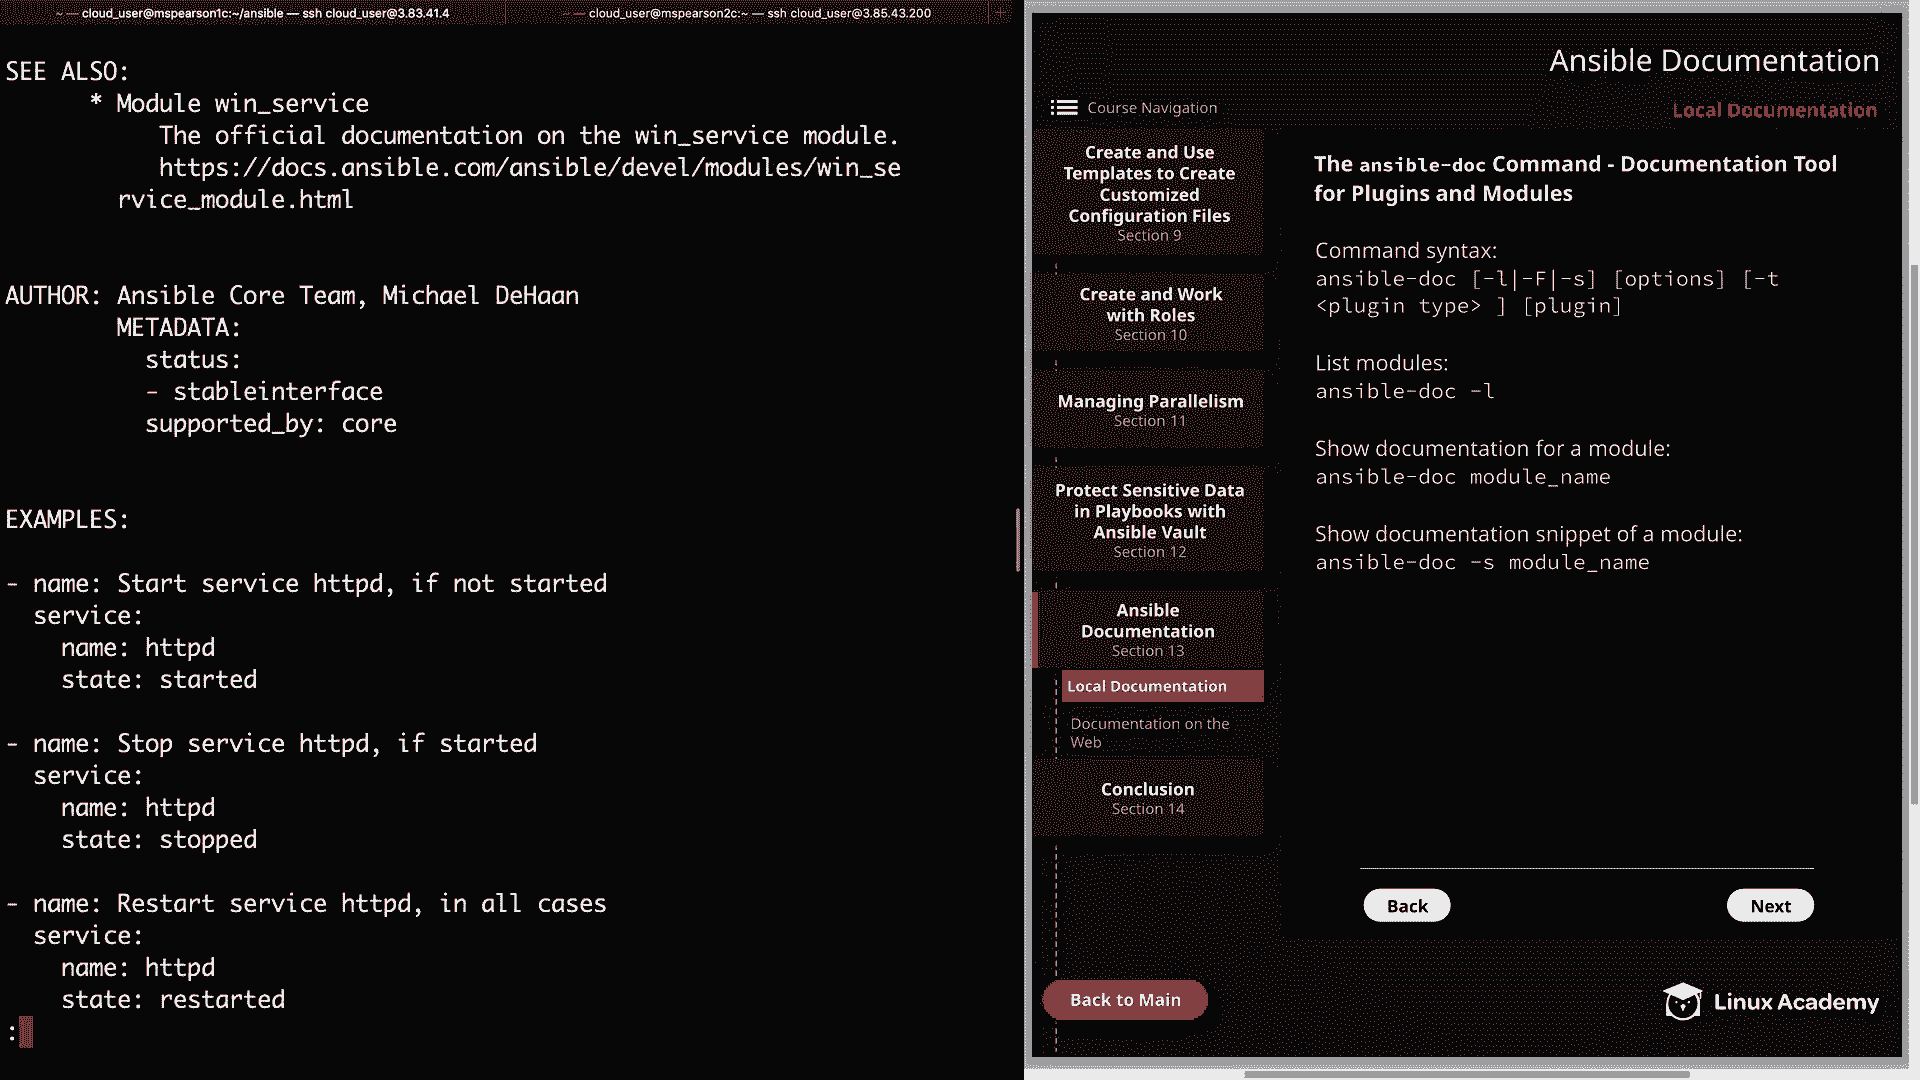 ~ — cloud_user@mspearson1c:~/ansible — ssh cloud_user@3.83.41.4
~ — cloud_user@mspearson2c:~ — ssh cloud_user@3.85.43.200
+
SEE ALSO:
* Module win_service
The official documentation on the win_service module.
https://docs.ansible.com/ansible/devel/modules/win_se
rvice_module.html
AUTHOR: Ansible Core Team, Michael DeHaan
METADATA:
status:
- stableinterface
supported_by: core
EXAMPLES:
- name: Start service httpd, if not started
service:
name: httpd
state: started
- name: Stop service httpd, if started
service:
name: httpd
state: stopped
- name: Restart service httpd, in all cases
service:
name: httpd
state: restarted
:
Ansible Documentation
Course Navigation
Local Documentation
Create and Use
Templates to Create
Customized
Configuration Files
Section 9
Create and Work
with Roles
Section 10
Managing Parallelism
Section 11
Protect Sensitive Data
in Playbooks with
Ansible Vault
Section 12
Ansible
Documentation
Section 13
Local Documentation
Documentation on the
Web
Conclusion
Section 14
Back to Main
The ansible-doc Command - Documentation Tool
for Plugins and Modules
Command syntax:
ansible-doc [-l|-F|-s] [options] [-t
<plugin type> ] [plugin]
List modules:
ansible-doc -l
Show documentation for a module:
ansible-doc module_name
Show documentation snippet of a module:
ansible-doc -s module_name
Back
Next
Linux Academy